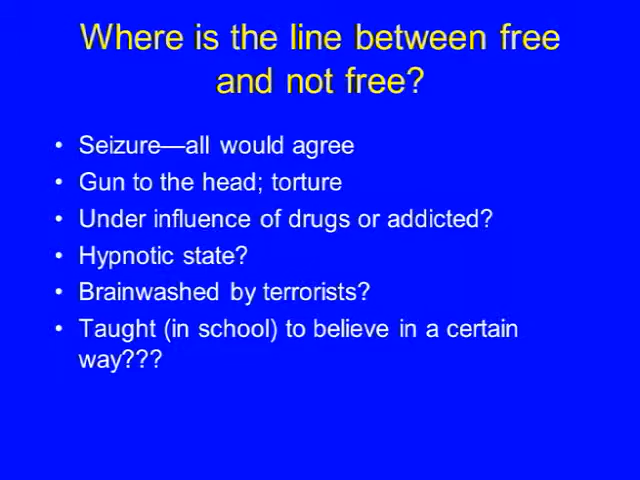 Where is the line between free
and not free?
• Seizure—all would agree
• Gun to the head; torture
• Under influence of drugs or addicted?
• Hypnotic state?
• Brainwashed by terrorists?
• Taught (in school) to believe in a certain
way???